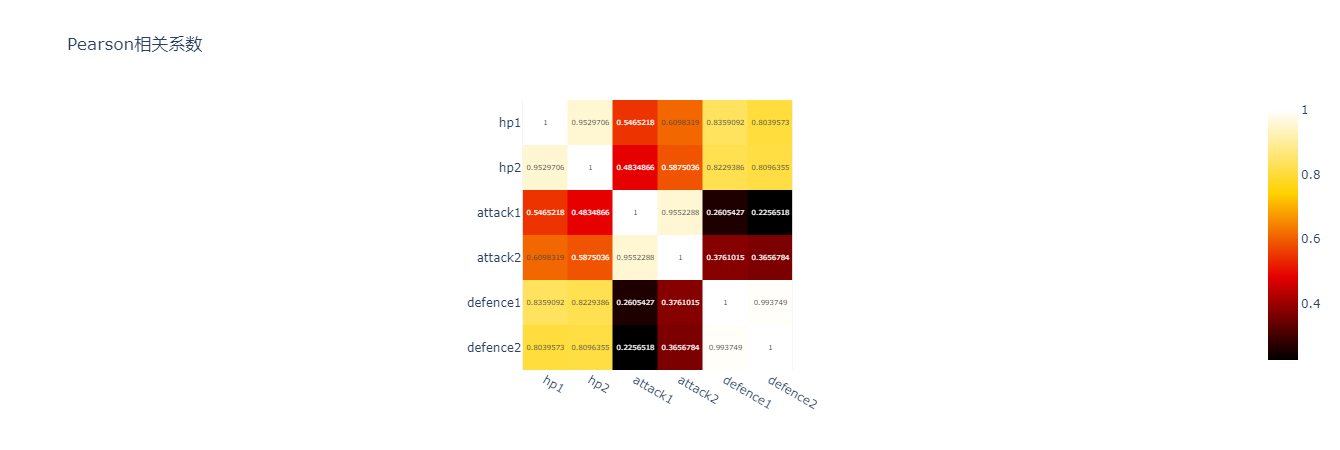 Pearson相关系数
hp1 1 0.9529706 0.5465218 0.6098319 0.8359092 0.8039573
hp2 0.9529706 1 0.4834866 0.5875036 0.8229386 0.8096355
attack1 0.5465218 0.4834866 1 0.9552288 0.2605427 0.2256518
attack2 0.6098319 0.5875036 0.9552288 1 0.3761015 0.3656784
defence1 0.8359092 0.8229386 0.2605427 0.3761015 1 0.993749
defence2 0.8039573 0.8096355 0.2256518 0.3656784 0.993749 1
hp1 hp2 attack1 attack2 defence1 defence2
1
0.8
0.6
0.4